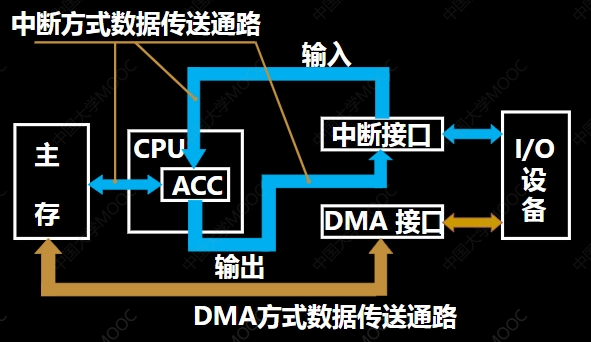 中断方式数据传送通路
输入
主存
CPU
ACC
中断接口
I/O设备
DMA 接口
输出
DMA方式数据传送通路
中国大学MOOC